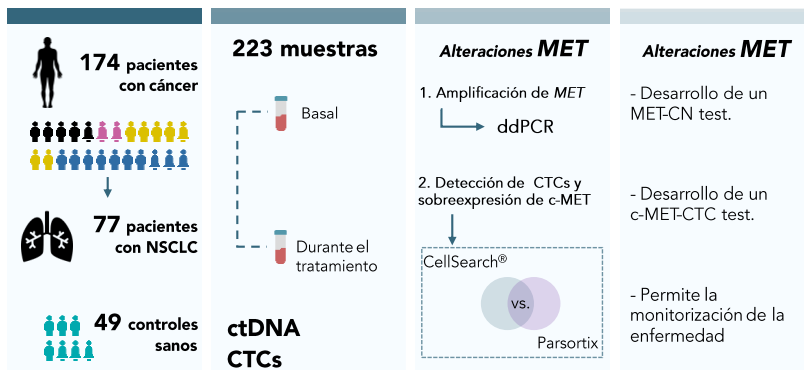 174 pacientes
con cáncer
77 pacientes
con NSCLC
49 controles
sanos
223 muestras
Basal
Durante el
tratamiento
ctDNA
CTCs
Alteraciones MET
1. Amplificación de MET
ddPCR
2. Detección de CTCs y
sobreexpresión de c-MET
CellSearch®
vs.
Parsortix
Alteraciones MET
- Desarrollo de un
MET-CN test.
- Desarrollo de un
c-MET-CTC test.
- Permite la
monitorización de la
enfermedad